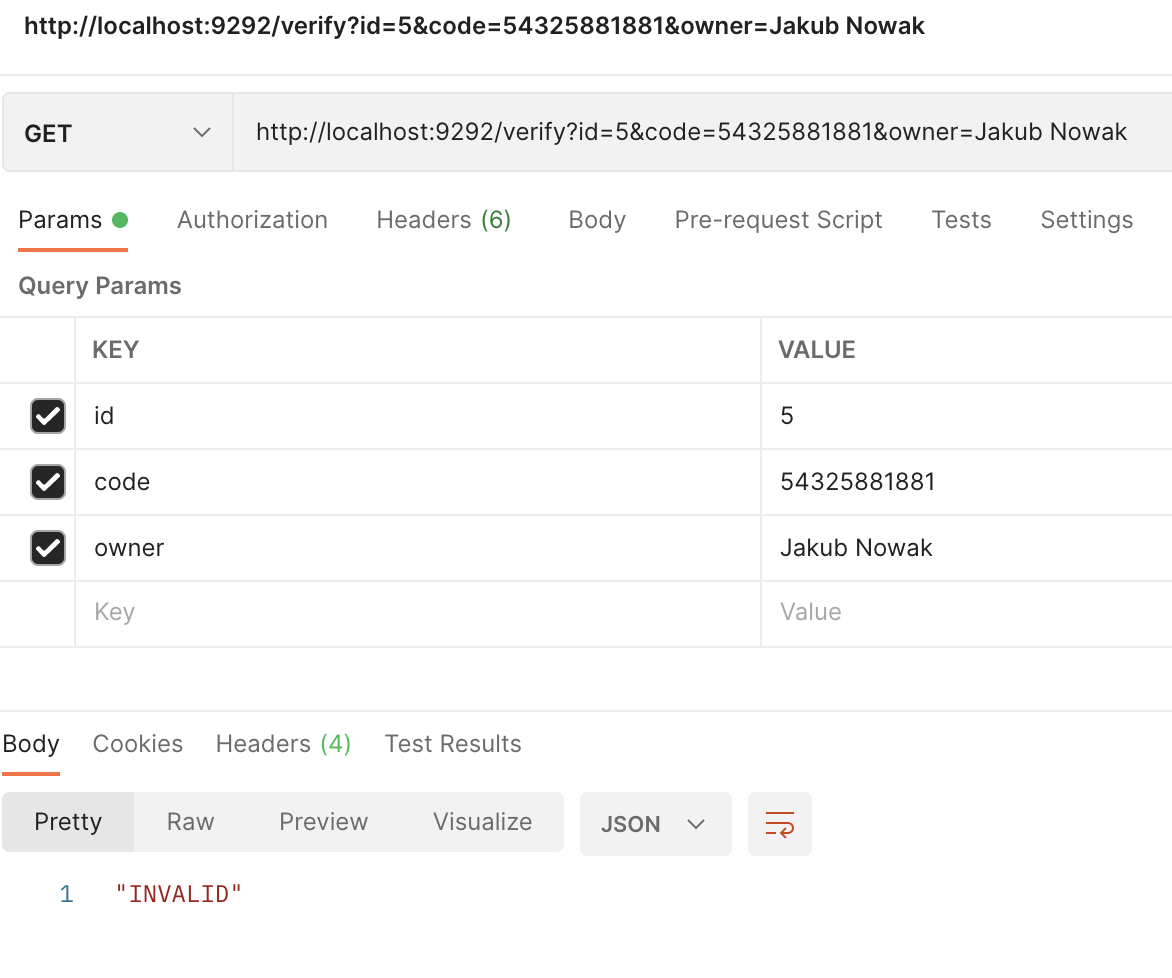 http://localhost:9292/verify?id=5&code=54325881881&owner=Jakub Nowak
GET http://localhost:9292/verify?id=5&code=54325881881&owner=Jakub Nowak
Params Authorization Headers (6) Body Pre-request Script Tests Settings
Query Params
KEY VALUE
id 5
code 54325881881
owner Jakub Nowak
Key Value
Body Cookies Headers (4) Test Results
Pretty Raw Preview Visualize JSON
1 "INVALID"